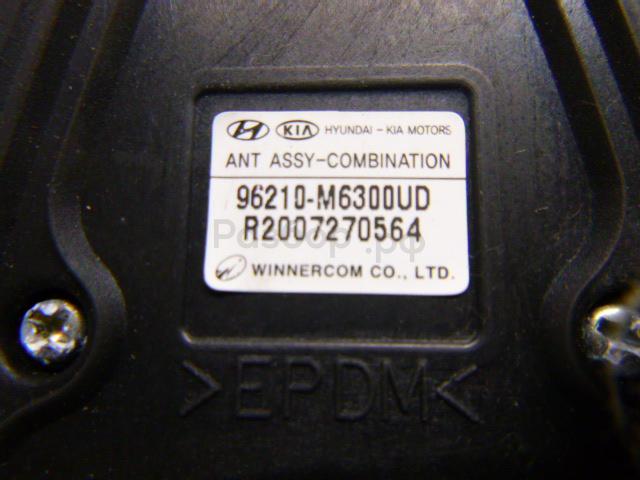 KIA HYUNDAI - KIA MOTORS
ANT ASSY-COMBINATION
96210-M6300UD
R2007270564
Разбор.рф
WINNERCOM CO., LTD.
>EPDM<